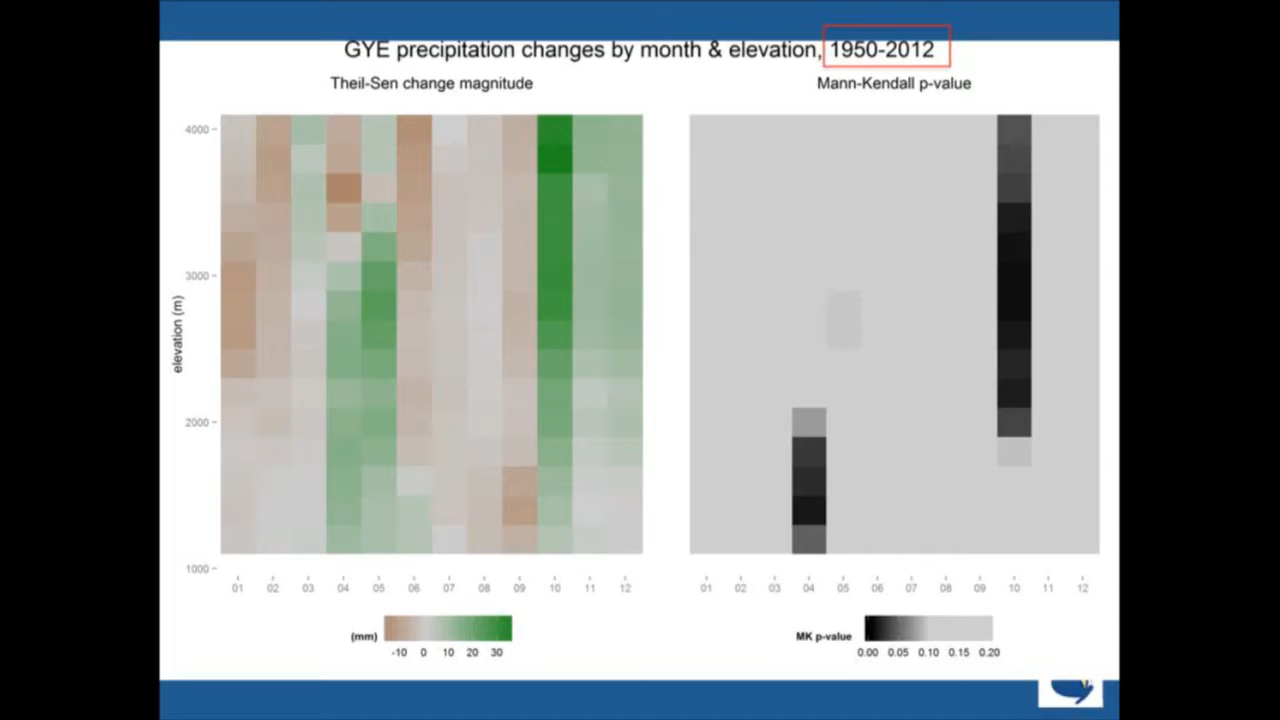 GYE precipitation changes by month & elevation, 1950-2012
Theil-Sen change magnitude
Mann-Kendall p-value
4000
3000
2000
1000
elevation (m)
01 02 03 04 05 06 07 08 09 10 11 12
01 02 03 04 05 06 07 08 09 10 11 12
(mm)
-10 0 10 20 30
MK p-value
0.00 0.05 0.10 0.15 0.20